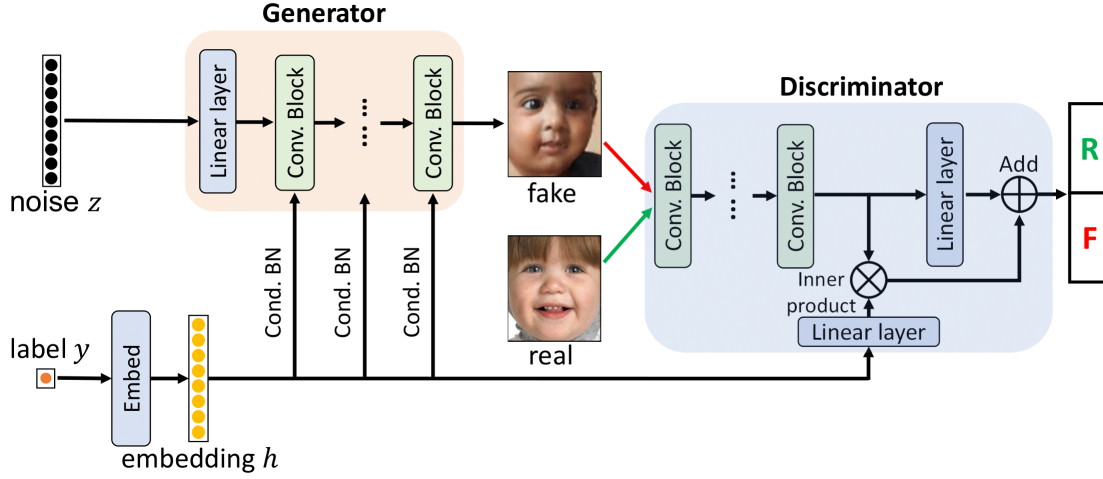 Generator
Linear layer
Conv. Block
... ...
Conv. Block
noise z
fake
real
Cond. BN
Cond. BN
Cond. BN
label y
Embed
embedding h
Discriminator
Conv. Block
... ...
Conv. Block
Linear layer
Add
Inner
product
Linear layer
R
F